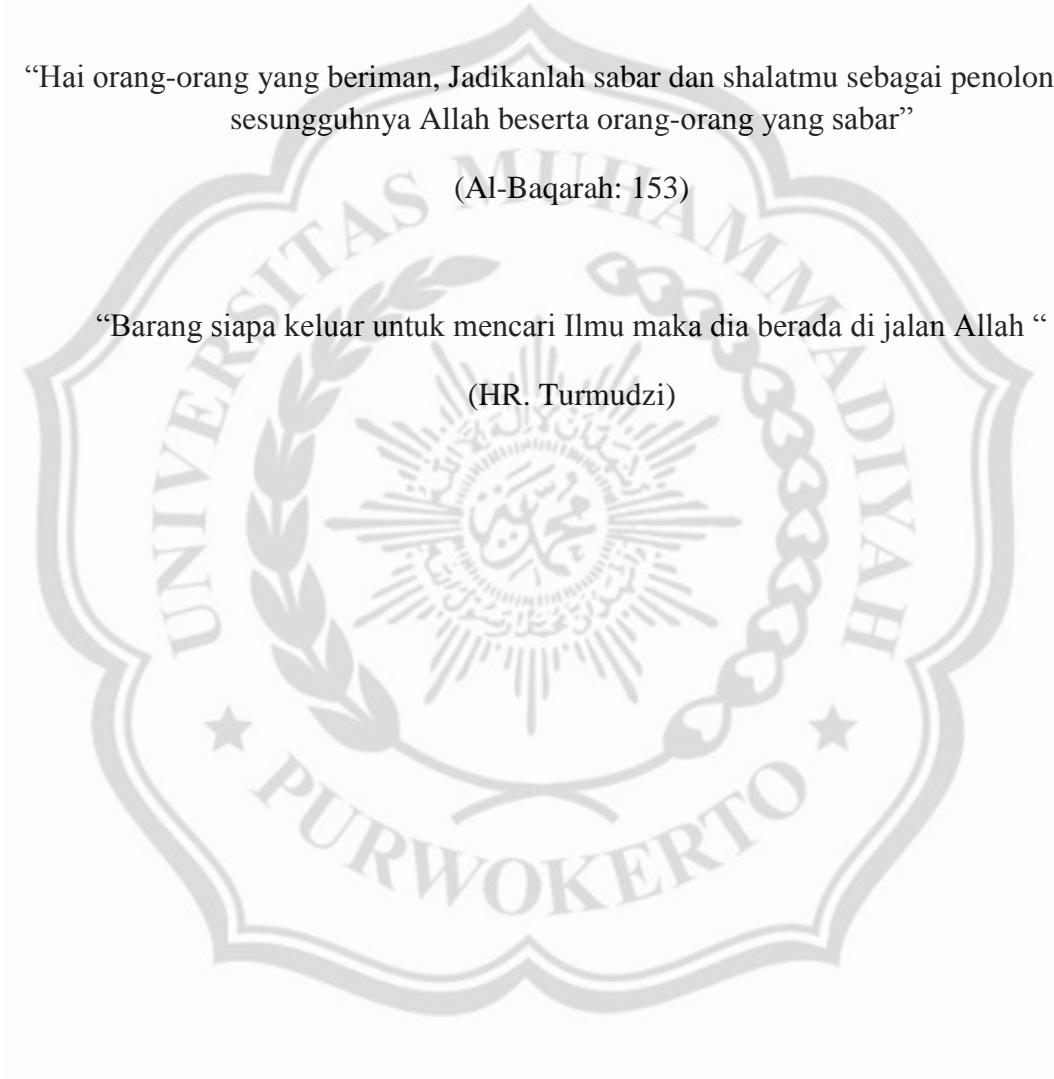 “Hai orang-orang yang beriman, Jadikanlah sabar dan shalatmu sebagai penolon
sesungguhnya Allah beserta orang-orang yang sabar”
(Al-Baqarah: 153)
“Barang siapa keluar untuk mencari Ilmu maka dia berada di jalan Allah “
(HR. Turmudzi)
UNIVERSITAS MUHAMMADIYAH
PURWOKERTO